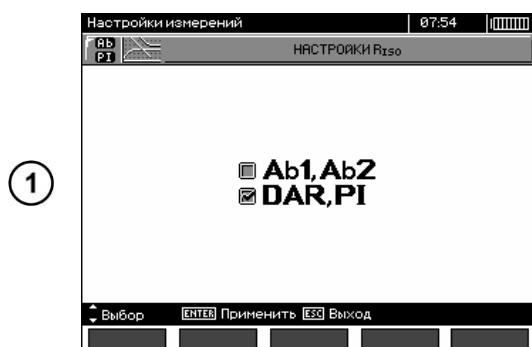 Настройки измерений 07:54
Ab
PI
НАСТРОЙКИ RISO
1
Ab1,Ab2
DAR,PI
Выбор ENTER Применить ESC Выход